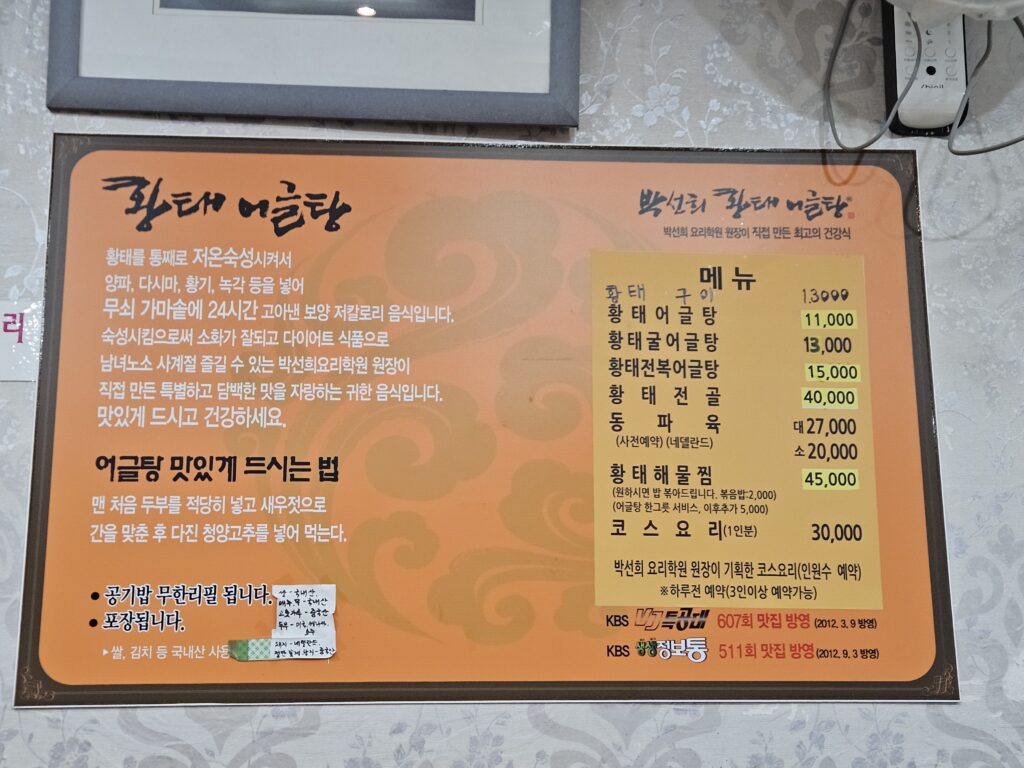 Shinil
리
황태 어글탕
황태를 통째로 저온숙성시켜서
양파, 다시마, 황기, 녹각 등을 넣어
무쇠 가마솥에 24시간 고아낸 보양 저칼로리 음식입니다.
숙성시킴으로써 소화가 잘되고 다이어트 식품으로
남녀노소 사계절 즐길 수 있는 박선희요리학원 원장이
직접 만든 특별하고 담백한 맛을 자랑하는 귀한 음식입니다.
맛있게 드시고 건강하세요.
어글탕 맛있게 드시는 법
맨 처음 두부를 적당히 넣고 새우젓으로
간을 맞춘 후 다진 청양고추를 넣어 먹는다.
• 공기밥 무한리필 됩니다.
• 포장됩니다.
▸쌀, 김치 등 국내산 사용
쌀 - 국내산
박선희 황태 어글탕
박선희 요리학원 원장이 직접 만든 최고의 건강식
메뉴
황태 구이 13000
황태어글탕 11,000
황태굴어글탕 13,000
황태전복어글탕 15,000
황태전골 40,000
동파육 대 27,000
(사전예약) (네델란드) 소 20,000
황태해물찜 45,000
(원하시면 밥 볶아드립니다. 볶음밥:2,000)
(어글탕 한그릇 서비스, 이후추가 5,000)
코스요리(1인분) 30,000
박선희 요리학원 원장이 기획한 코스요리(인원수 예약)
※하루전 예약(3인이상 예약가능)
KBS VJ특공대 607회 맛집 방영 (2012. 3. 9 방영)
KBS 생생정보통 511회 맛집 방영 (2012. 9. 3 방영)